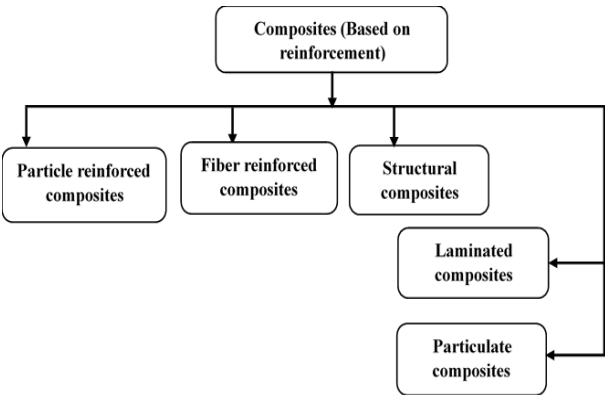 Composites (Based on
reinforcement)
Particle reinforced
composites
Fiber reinforced
composites
Structural
composites
Laminated
composites
Particulate
composites